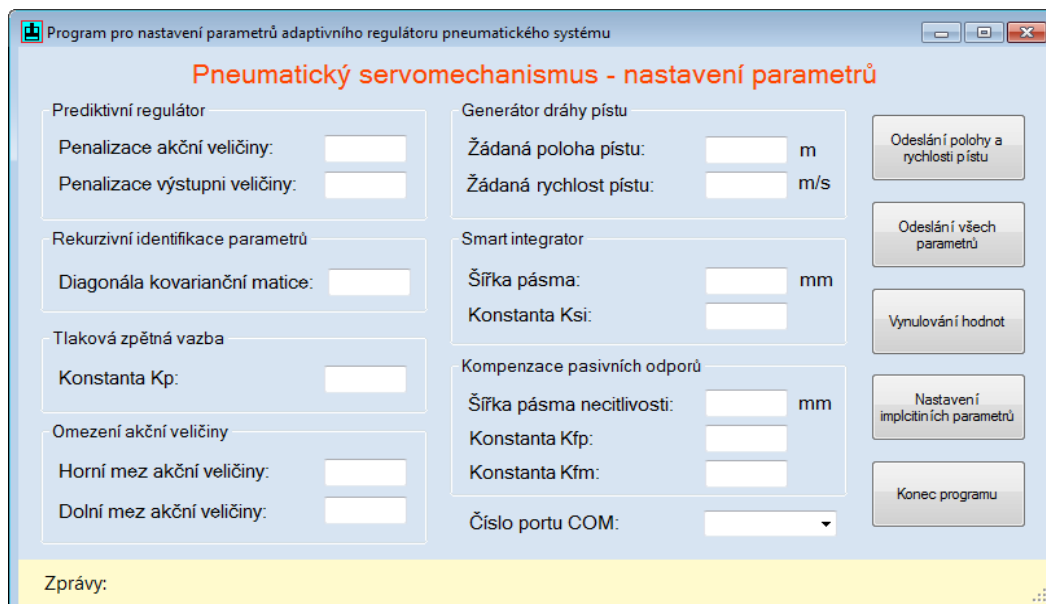 Program pro nastavení parametrů adaptivního regulátoru pneumatického systému
Pneumatický servomechanismus - nastavení parametrů
Prediktivní regulátor
Penalizace akční veličiny:
Penalizace výstupni veličiny:
Rekurzivní identifikace parametrů
Diagonála kovarianční matice:
Tlaková zpětná vazba
Konstanta Kp:
Omezení akční veličiny
Horní mez akční veličiny:
Dolní mez akční veličiny:
Generátor dráhy pístu
Žádaná poloha pístu: m
Žádaná rychlost pístu: m/s
Smart integrator
Šířka pásma: mm
Konstanta Ksi:
Kompenzace pasivních odporů
Šířka pásma necitlivosti: mm
Konstanta Kfp:
Konstanta Kfm:
Číslo portu COM:
Odeslání polohy a
rychlosti pístu
Odeslání všech
parametrů
Vynulování hodnot
Nastavení
implcitiních parametrů
Konec programu
Zprávy: